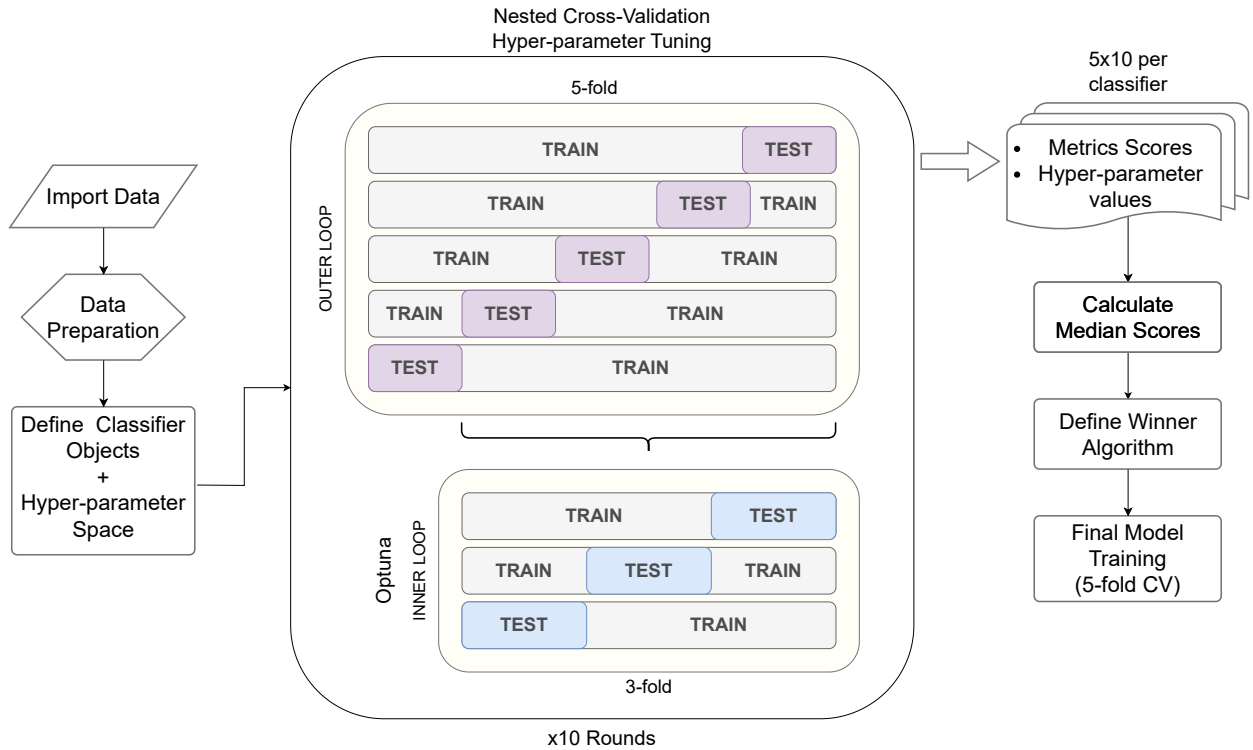 Nested Cross-Validation
Hyper-parameter Tuning
Import Data
Data
Preparation
Define Classifier
Objects
+
Hyper-parameter
Space
5-fold
OUTER LOOP
TRAIN TEST
TRAIN TEST TRAIN
TRAIN TEST TRAIN
TRAIN TEST TRAIN
TEST TRAIN
Optuna
INNER LOOP
TRAIN TEST
TRAIN TEST TRAIN
TEST TRAIN
3-fold
x10 Rounds
5x10 per
classifier
• Metrics Scores
• Hyper-parameter
values
Calculate
Median Scores
Define Winner
Algorithm
Final Model
Training
(5-fold CV)